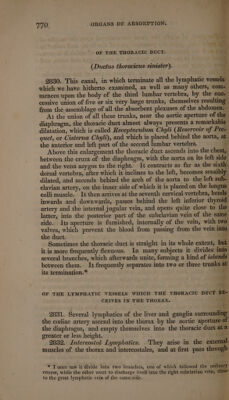 770 ORGANS OF ABSORPTION.
OF THE THORACIC DUCT.
(Ductus thoracicus sinister).
2830. This canal, in which terminate all the lymphatic vessels
which we have hitherto examined, as well as many others, com-
mences upon the body of the third lumbar vertebra, by the suc-
cessive union of five or six very large trunks, themselves resulting
from the assemblage of all the absorbent plexuses of the abdomen.
At the union of all these trunks, near the aortic aperture of the
diaphragm, the thoracic duct almost always presents a remarkable
dilatation, which is called Receptaculum Chyli (Reservoir of Pec-
quet, or Cisterna Chyli), and which is placed behind the aorta, at
the anterior and left part of the second lumbar vertebra.
Above this enlargement the thoracic duct ascends into the chest,
between the crura of the diaphragm, with the aorta on its left side
and the vena azygos to the right. It connects as far as the sixth
dorsal vertebra, after which it inclines to the left, becomes sensibly
dilated, and ascends behind the arch of the aorta to the left sub-
clavian artery, on the inner side of which it is placed on the longus
colli muscle. It then arrives at the seventh cervical vertebra, bends
inwards and downwards, passes behind the left inferior thyroid
artery and the internal jugular vein, and opens quite close to the
latter, into the posterior part of the subclavian vein of the same
side. Its aperture is furnished, internally of the vein, with two
valves, which prevent the blood from passing from the vein into
the duct.
Sometimes the thoracic duct is straight in its whole extent, but
it is more frequently flexuous. In many subjects it divides into
several branches, which afterwards unite, forming a kind of islands
between them. It frequently separates into two or three trunks at
its termination.*
OF THE LYMPHATIC VESSELS WHICH THE THORACIC DUCT RE-
CEIVES IN THE THORAX.
2831. Several lymphatics of the liver and ganglia surrounding
the cœliac artery ascend into the thorax by the aortic aperture of
the diaphragm, and empty themselves into the thoracic duct at a
greater or less height.
2832. Intercostal Lymphatics. They arise in the external
muscles of the thorax and intercostales, and at first pass through
* I once saw it divide into two branches, one of which followed the ordinary
course, while the other went to discharge itself into the right subclavian vein, close
to the great lymphatic vein of the same side.